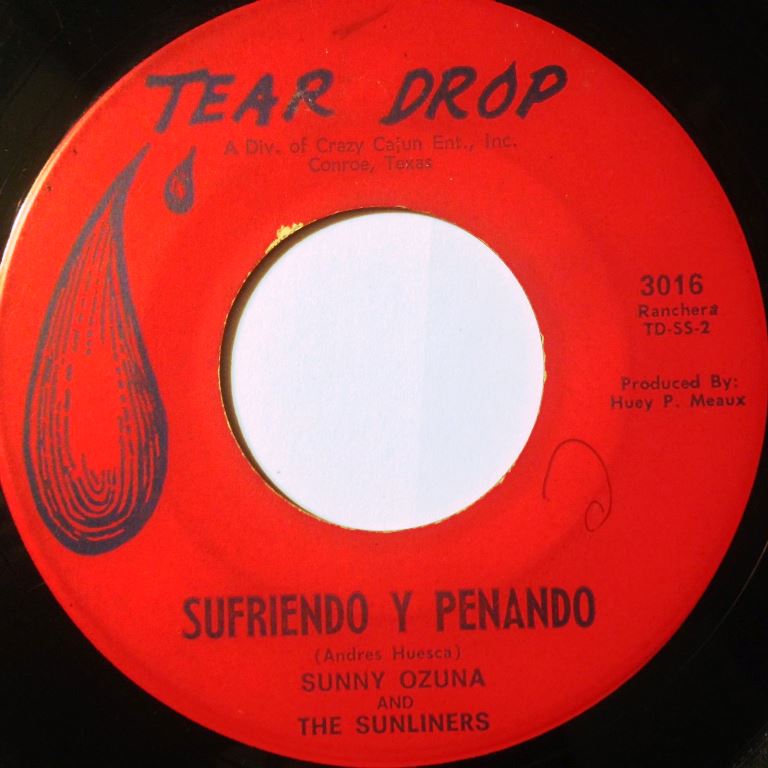 TEAR DROP
A Div. of Crazy Cajun Ent., Inc.
Conroe, Texas
3016
Ranchera
TD-SS-2
Produced By:
Huey P. Meaux
SUFRIENDO Y PENANDO
(Andres Huesca)
SUNNY OZUNA
AND
THE SUNLINERS